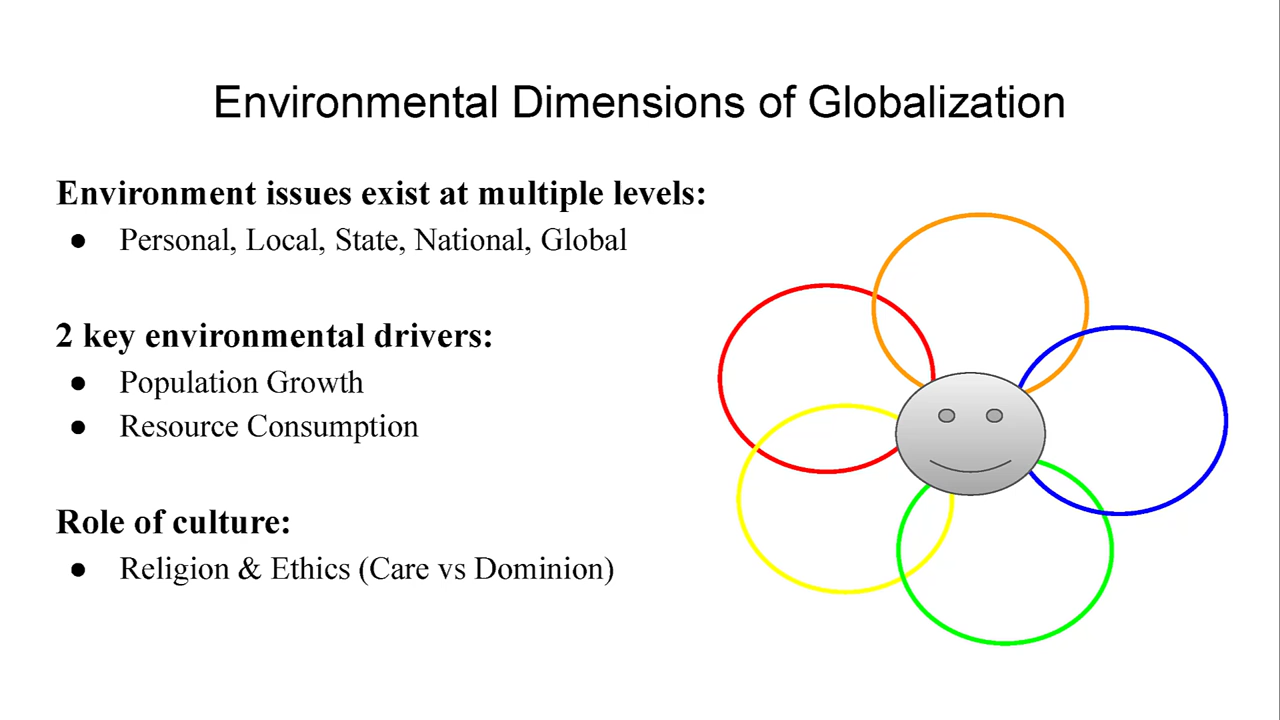 Environmental Dimensions of Globalization
Environment issues exist at multiple levels:
● Personal, Local, State, National, Global
2 key environmental drivers:
● Population Growth
● Resource Consumption
Role of culture:
● Religion & Ethics (Care vs Dominion)